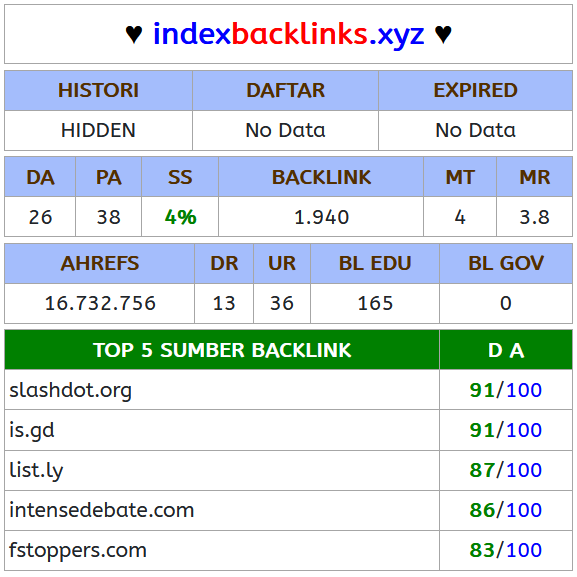 ♥ indexbacklinks.xyz ♥
HISTORI DAFTAR EXPIRED
HIDDEN No Data No Data
DA PA SS BACKLINK MT MR
26 38 4% 1.940 4 3.8
AHREFS DR UR BL EDU BL GOV
16.732.756 13 36 165 0
TOP 5 SUMBER BACKLINK D A
slashdot.org 91/100
is.gd 91/100
list.ly 87/100
intensedebate.com 86/100
fstoppers.com 83/100